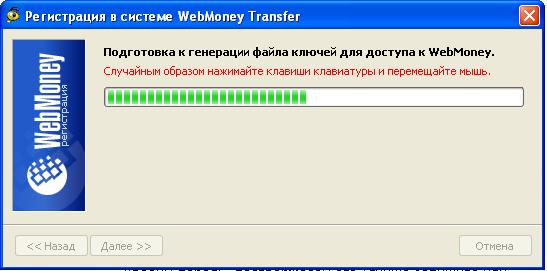 Регистрация в системе WebMoney Transfer
Подготовка к генерации файла ключей для доступа к WebMoney.
Случайным образом нажимайте клавиши клавиатуры и перемещайте мышь.
WebMoney
регистрация
<< Назад
Далее >>
Отмена